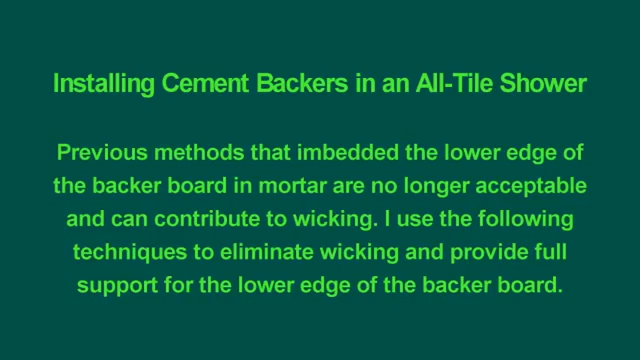 Installing Cement Backers in an All-Tile Shower
Previous methods that imbedded the lower edge of
the backer board in mortar are no longer acceptable
and can contribute to wicking. I use the following
techniques to eliminate wicking and provide full
support for the lower edge of the backer board.